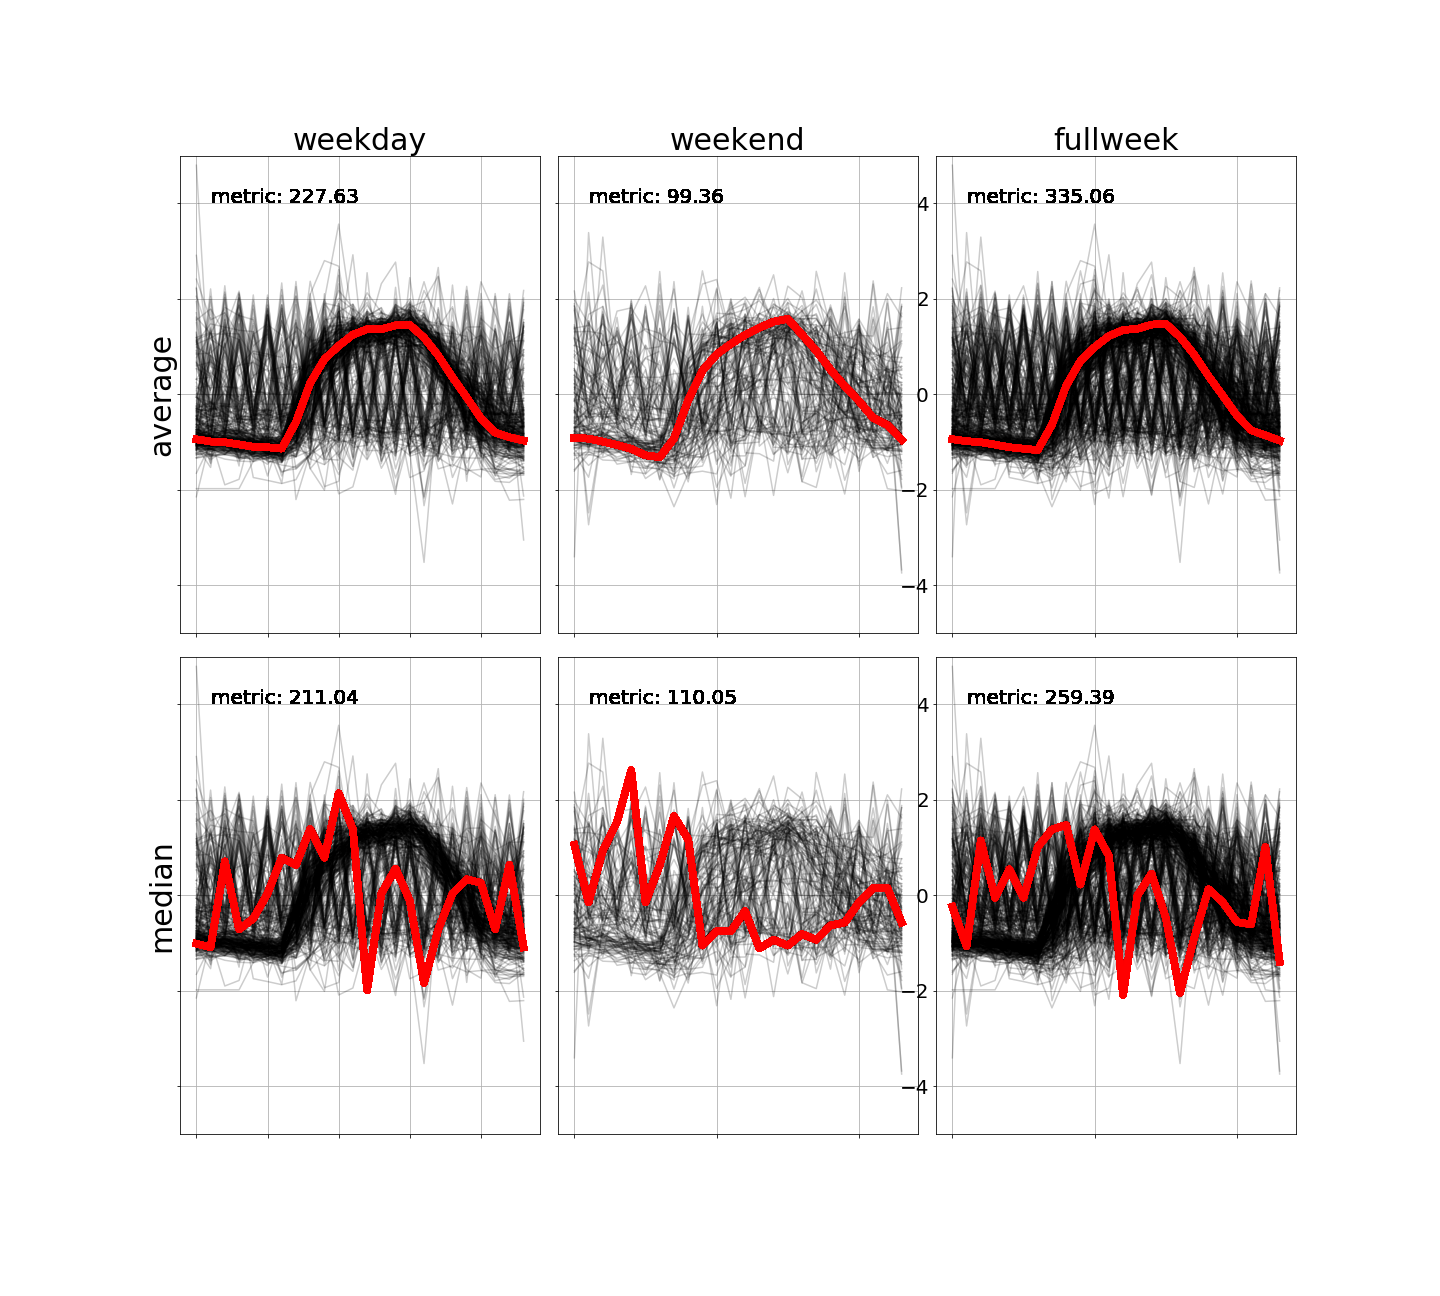 weekday weekend fullweek
metric: 227.63 metric: 99.36 metric: 335.06
4
2
0
−2
−4
average
metric: 211.04 metric: 110.05 metric: 259.39
4
2
0
−2
−4
median